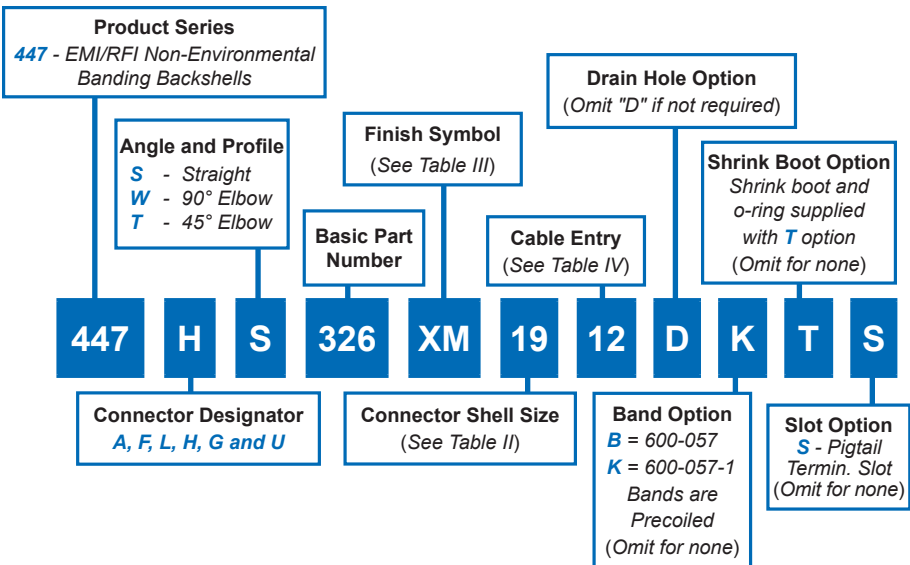 Product Series
447 - EMI/RFI Non-Environmental
Banding Backshells
Drain Hole Option
(Omit "D" if not required)
Angle and Profile
S - Straight
W - 90° Elbow
T - 45° Elbow
Finish Symbol
(See Table III)
Shrink Boot Option
Shrink boot and
o-ring supplied
with T option
(Omit for none)
Basic Part
Number
Cable Entry
(See Table IV)
447 H S 326 XM 19 12 D K T S
Connector Designator
A, F, L, H, G and U
Connector Shell Size
(See Table II)
Band Option
B = 600-057
K = 600-057-1
Bands are
Precoiled
(Omit for none)
Slot Option
S - Pigtail
Termin. Slot
(Omit for none)